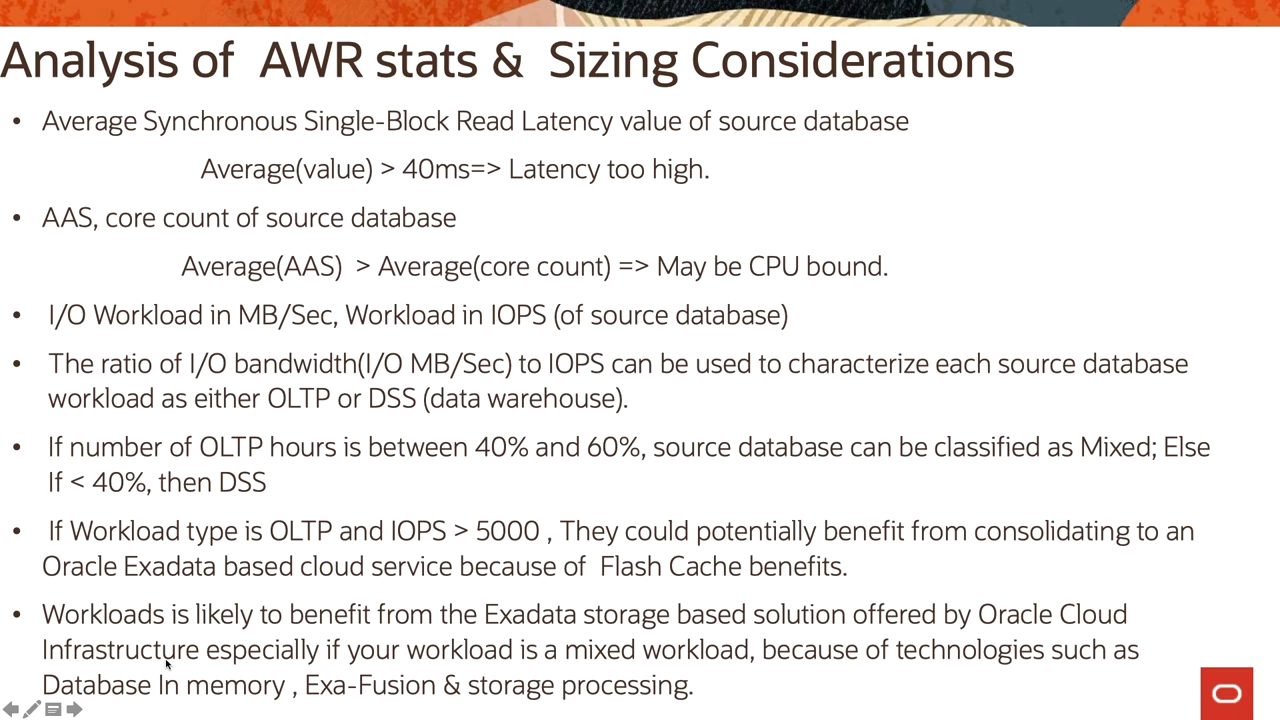 Analysis of  AWR stats &  Sizing Considerations
• Average Synchronous Single-Block Read Latency value of source database
Average(value) > 40ms=> Latency too high.
• AAS, core count of source database
Average(AAS)  > Average(core count) => May be CPU bound.
• I/O Workload in MB/Sec, Workload in IOPS (of source database)
• The ratio of I/O bandwidth(I/O MB/Sec) to IOPS can be used to characterize each source database
workload as either OLTP or DSS (data warehouse).
• If number of OLTP hours is between 40% and 60%, source database can be classified as Mixed; Else
If < 40%, then DSS
• If Workload type is OLTP and IOPS > 5000 , They could potentially benefit from consolidating to an
Oracle Exadata based cloud service because of  Flash Cache benefits.
• Workloads is likely to benefit from the Exadata storage based solution offered by Oracle Cloud
Infrastructure especially if your workload is a mixed workload, because of technologies such as
Database In memory , Exa-Fusion & storage processing.